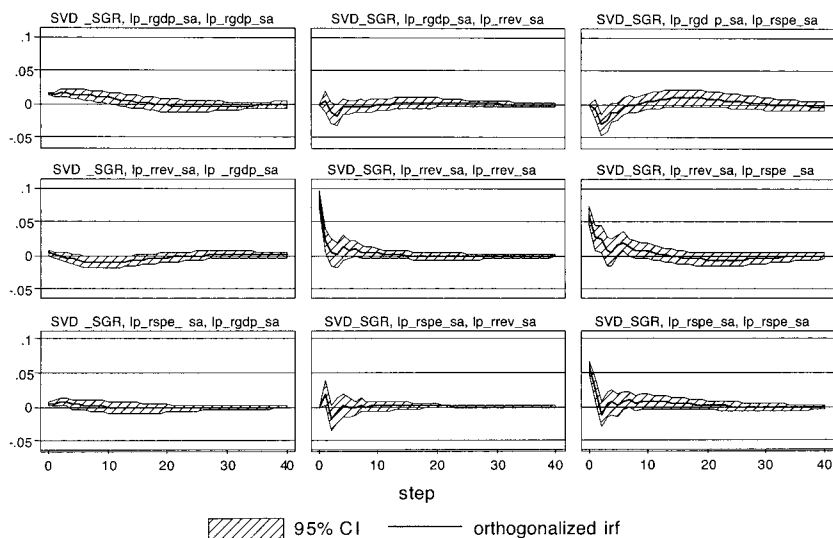 SVD _SGR, lp_rgdp_sa, lp_rgdp_sa
SVD_SGR, lp_rgdp_sa, lp_rrev_sa
SVD_SGR, lp_rgd p_sa, lp_rspe_sa
.1
.05
0
-.05
SVD _SGR, lp_rrev_sa, lp _rgdp_sa
SVD_SGR, lp_rrev_sa, lp_rrev_sa
SVD_SGR, lp_rrev_sa, lp_rspe _sa
.1
.05
0
-.05
SVD _SGR, lp_rspe_ sa, lp_rgdp_sa
SVD_SGR, lp_rspe_sa, lp_rrev_sa
SVD_SGR, lp_rspe_sa, lp_rspe_sa
.1
.05
0
-.05
0 10 20 30 40
0 10 20 30 40
0 10 20 30 40
step
95% CI
orthogonalized irf